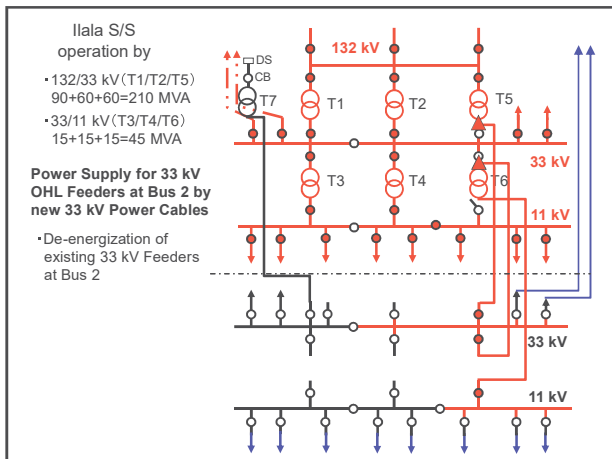 Ilala S/S
operation by
・132/33 kV(T1/T2/T5)
90+60+60=210 MVA
・33/11 kV(T3/T4/T6)
15+15+15=45 MVA
Power Supply for 33 kV
OHL Feeders at Bus 2 by
new 33 kV Power Cables
・De-energization of
existing 33 kV Feeders
at Bus 2
DS
CB
T7
132 kV
T1
T2
T5
33 kV
T3
T4
T6
11 kV
33 kV
11 kV